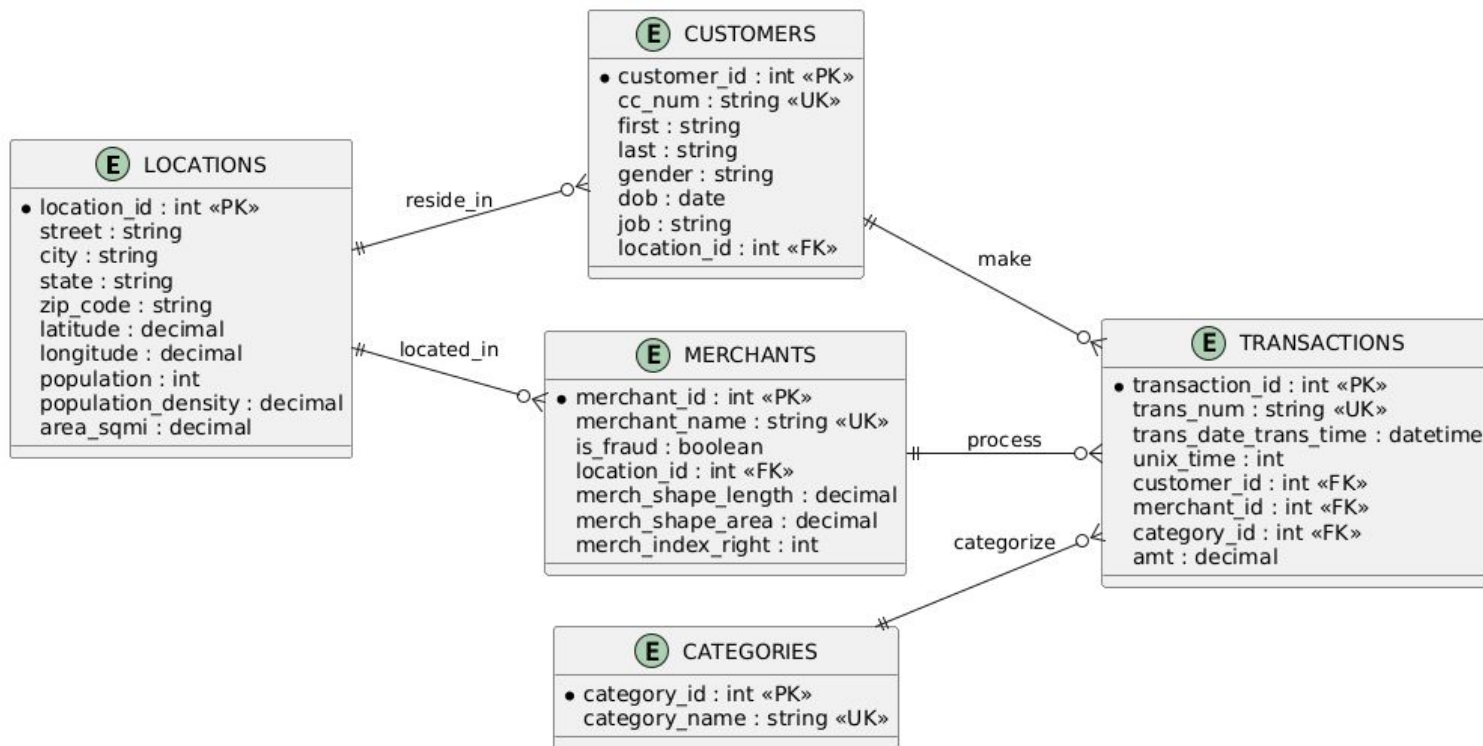 E CUSTOMERS
customer_id : int «PK»
cc_num : string «UK»
first : string
last : string
gender : string
dob : date
job : string
location_id : int «FK»
E LOCATIONS
location_id : int «PK»
street : string
city : string
state : string
zip_code : string
latitude : decimal
longitude : decimal
population : int
population_density : decimal
area_sqmi : decimal
reside_in
located_in
make
E MERCHANTS
merchant_id : int «PK»
merchant_name : string «UK»
is_fraud : boolean
location_id : int «FK»
merch_shape_length : decimal
merch_shape_area : decimal
merch_index_right : int
process
categorize
E TRANSACTIONS
transaction_id : int «PK»
trans_num : string «UK»
trans_date_trans_time : datetime
unix_time : int
customer_id : int «FK»
merchant_id : int «FK»
category_id : int «FK»
amt : decimal
E CATEGORIES
category_id : int «PK»
category_name : string «UK»